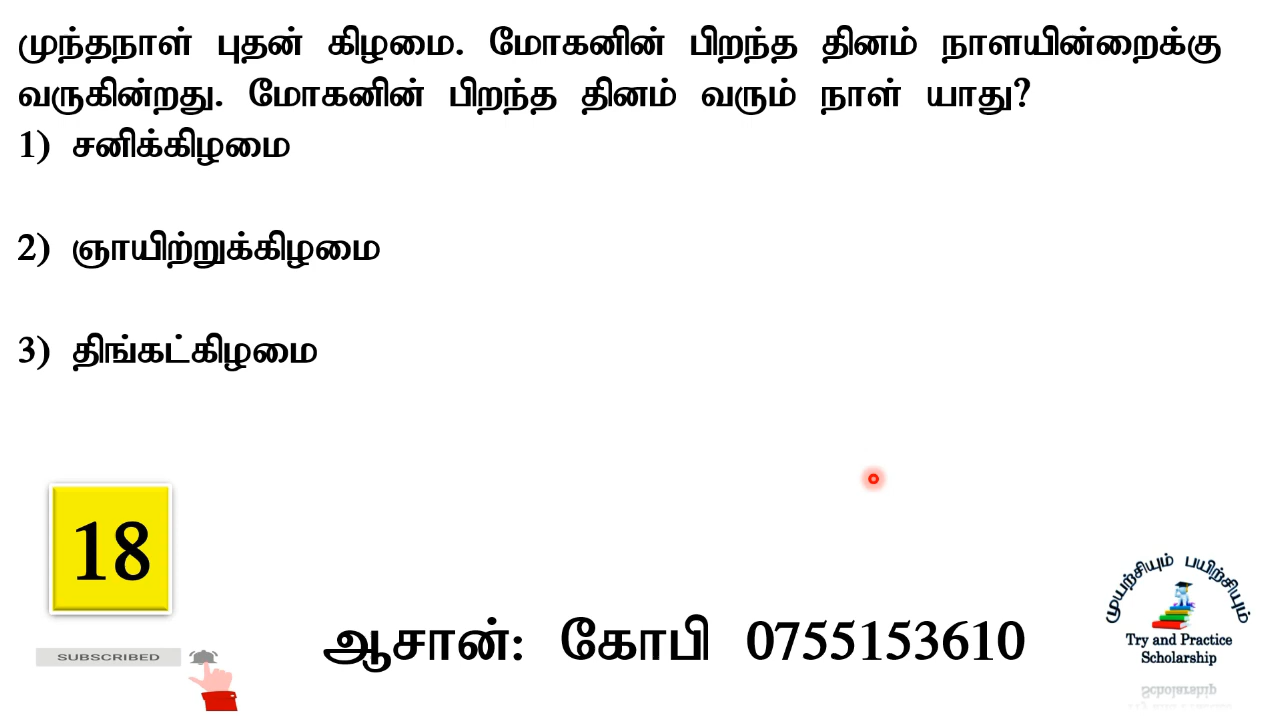 முந்தநாள் புதன் கிழமை. மோகனின் பிறந்த தினம் நாளயின்றைக்கு
வருகின்றது. மோகனின் பிறந்த தினம் வரும் நாள் யாது?
1) சனிக்கிழமை
2) ஞாயிற்றுக்கிழமை
3) திங்கட்கிழமை
18
SUBSCRIBED
ஆசான்: கோபி 0755153610
முயற்சியும் பயிற்சியும்
Try and Practice
Scholarship